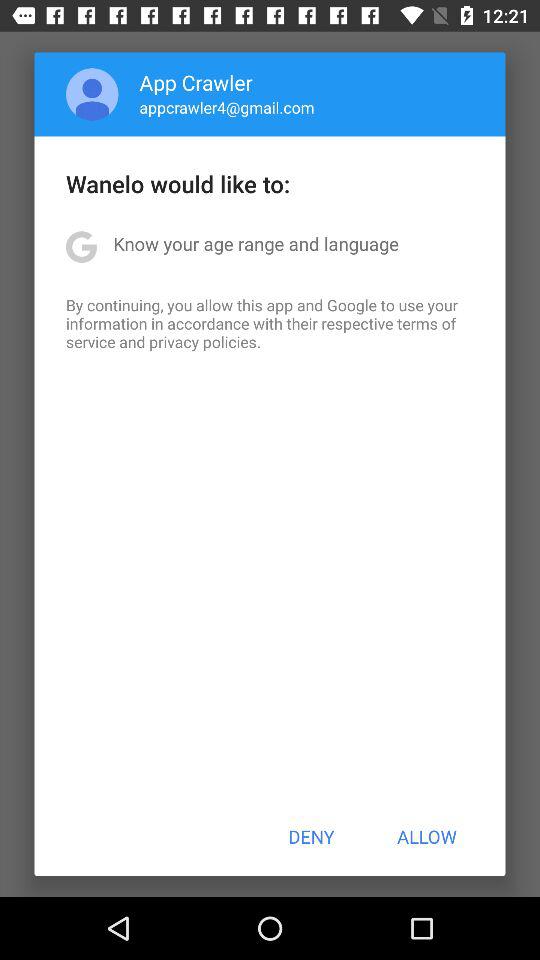 12:21
App Crawler
appcrawler4@gmail.com
Wanelo would like to:
G Know your age range and language
By continuing, you allow this app and Google to use your
information in accordance with their respective terms of
service and privacy policies.
DENY ALLOW